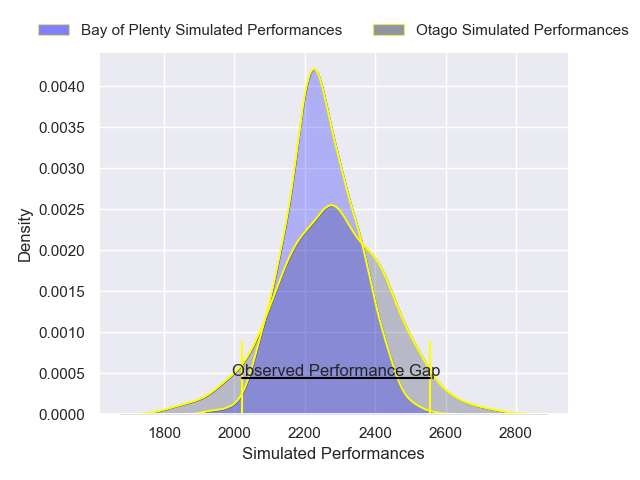 Bay of Plenty Simulated Performances
Otago Simulated Performances
0.0040
0.0035
0.0030
0.0025
0.0020
0.0015
0.0010
0.0005
0.0000
Density
Observed Performance Gap
1800 2000 2200 2400 2600 2800
Simulated Performances